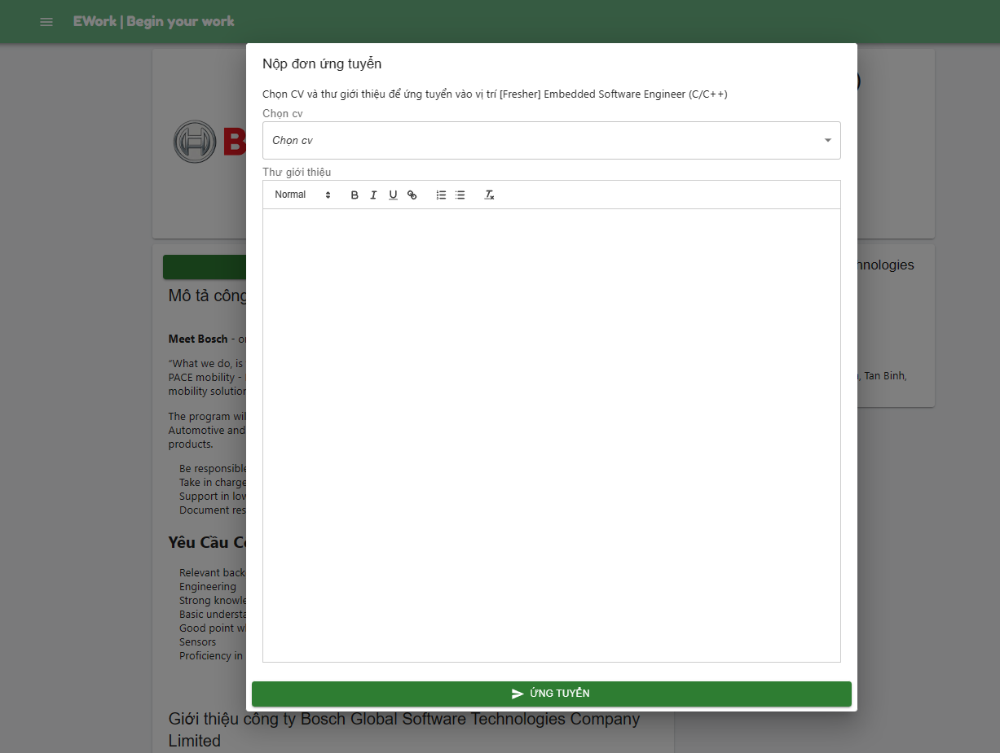 EWork | Begin your work
Nộp đơn ứng tuyển
Chọn CV và thư giới thiệu để ứng tuyển vào vị trí [Fresher] Embedded Software Engineer (C/C++)
Chọn cv
Chọn cv
Thư giới thiệu
Normal
ỨNG TUYỂN
Mô tả công
Meet Bosch -
“What we do, is
PACE mobility -
mobility solution
The program wil
Automotive and
products.
Be responsible
Take in charge
Support in low
Document res
Yêu Cầu
Relevant back
Engineering
Strong knowle
Basic understa
Good point
Sensors
Proficiency in
Giới thiệu công ty Bosch Global Software Technologies Company
Limited
hnologies
, Tan Binh,